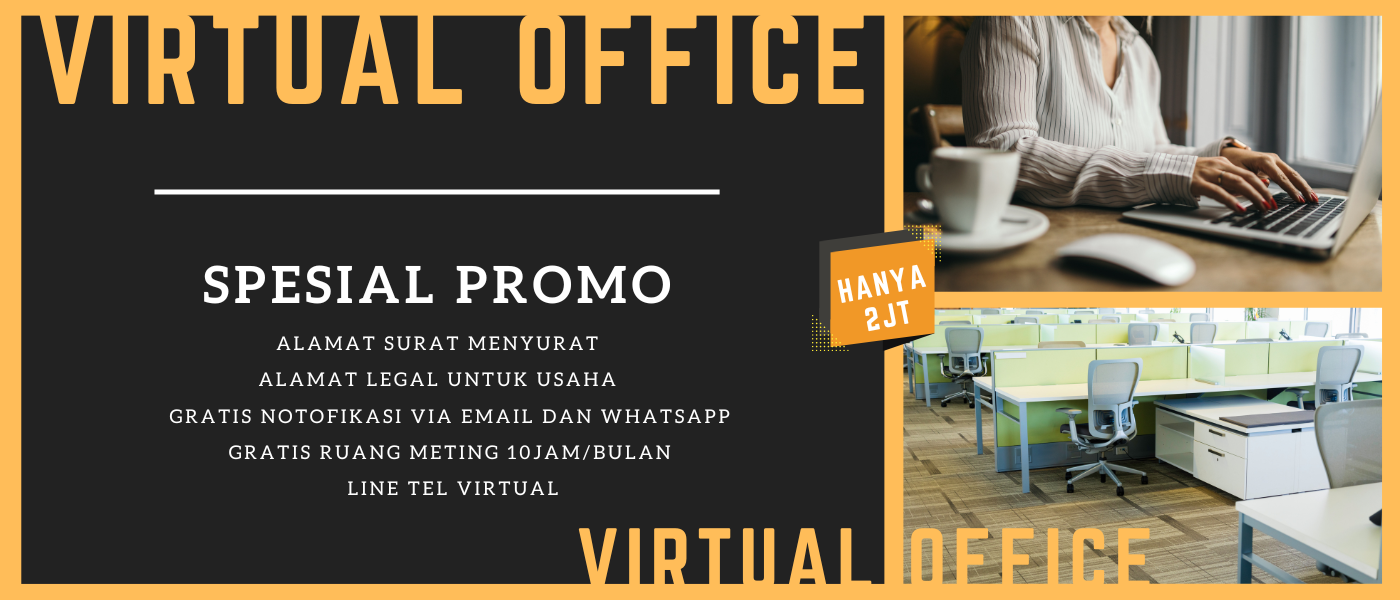 VIRTUAL OFFICE
SPESIAL PROMO
ALAMAT SURAT MENYURAT
ALAMAT LEGAL UNTUK USAHA
GRATIS NOTOFIKASI VIA EMAIL DAN WHATSAPP
GRATIS RUANG METING 10JAM/BULAN
LINE TEL VIRTUAL
HANYA
2JT
VIRTUAL OFFICE